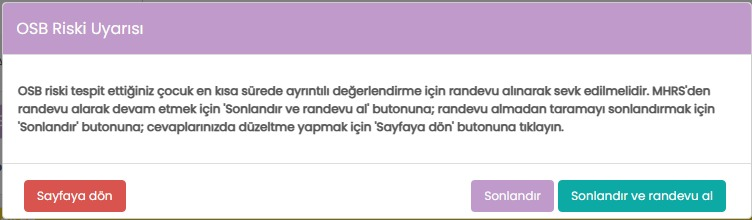 OSB Riski Uyarısı
OSB riski tespit ettiğiniz çocuk en kısa sürede ayrıntılı değerlendirme için randevu alınarak sevk edilmelidir. MHRS'den
randevu alarak devam etmek için 'Sonlandır ve randevu al' butonuna; randevu almadan taramayı sonlandırmak için
'Sonlandır' butonuna; cevaplarınızda düzeltme yapmak için 'Sayfaya dön' butonuna tıklayın.
Sayfaya dön
Sonlandır
Sonlandır ve randevu al